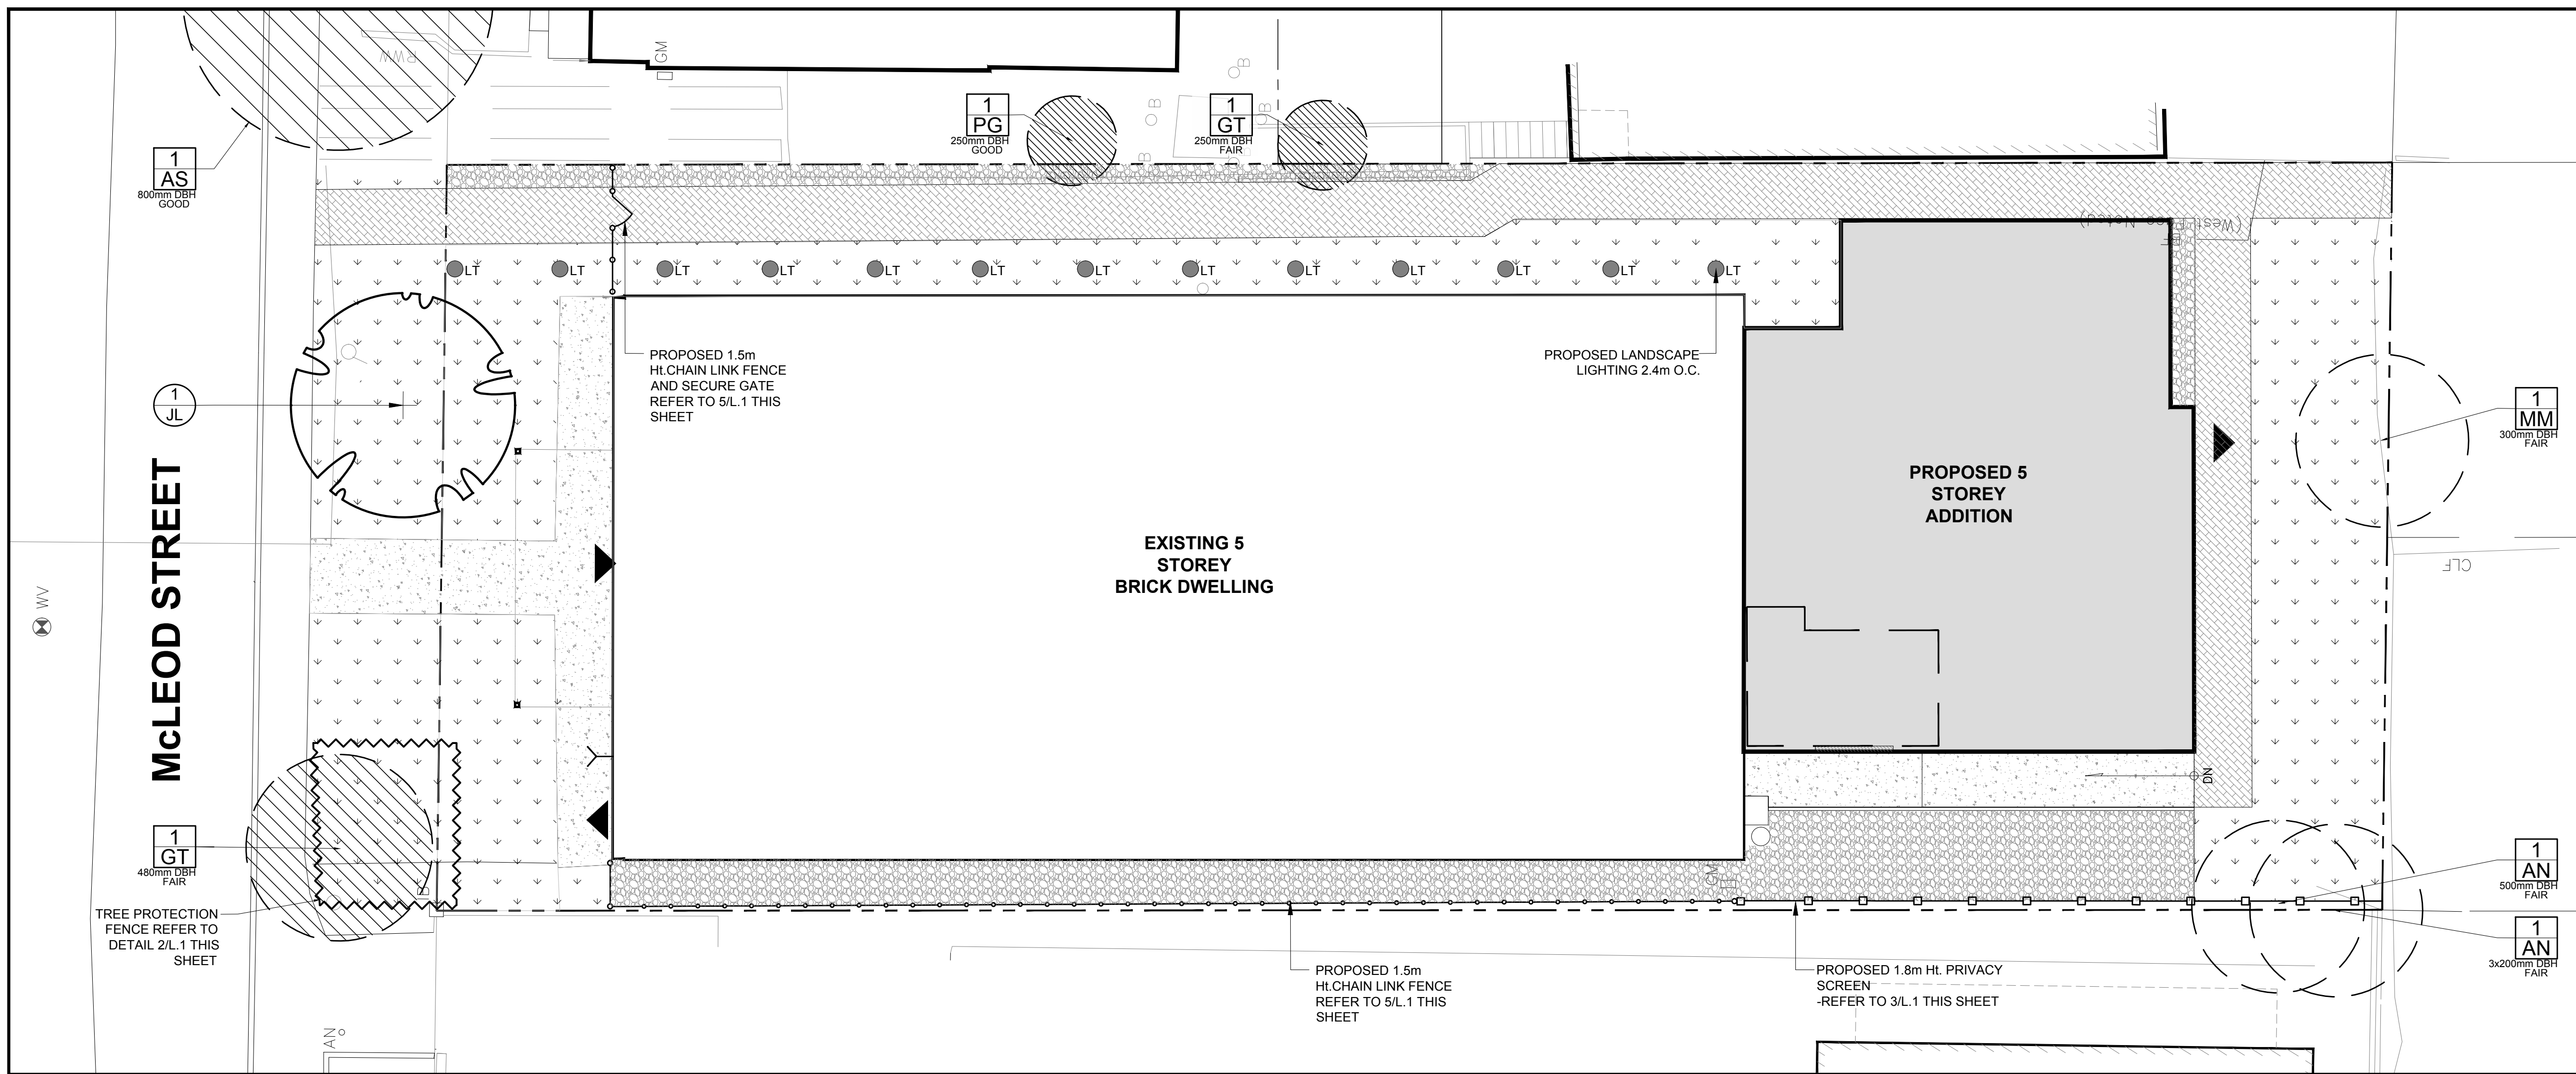 RWW
GM
B
1
AS
800mm DBH
GOOD
1
PG
250mm DBH
GOOD
B
B
1
GT
250mm DBH
FAIR
LT
LT
LT
LT
LT
LT
LT
LT
LT
LT
LT
LT
LT
PROPOSED 1.5m
Ht.CHAIN LINK FENCE
AND SECURE GATE
REFER TO 5/L.1 THIS
SHEET
PROPOSED LANDSCAPE
LIGHTING 2.4m O.C.
1
JL
1
MM
300mm DBH
FAIR
McLEOD STREET
WV
EXISTING 5
STOREY
BRICK DWELLING
PROPOSED 5
STOREY
ADDITION
CLF
DN
1
GT
480mm DBH
FAIR
GM
TREE PROTECTION
FENCE REFER TO
DETAIL 2/L.1 THIS
SHEET
1
AN
500mm DBH
FAIR
1
AN
3x200mm DBH
FAIR
PROPOSED 1.5m
Ht.CHAIN LINK FENCE
REFER TO 5/L.1 THIS
SHEET
PROPOSED 1.8m Ht. PRIVACY
SCREEN
-REFER TO 3/L.1 THIS SHEET
AN